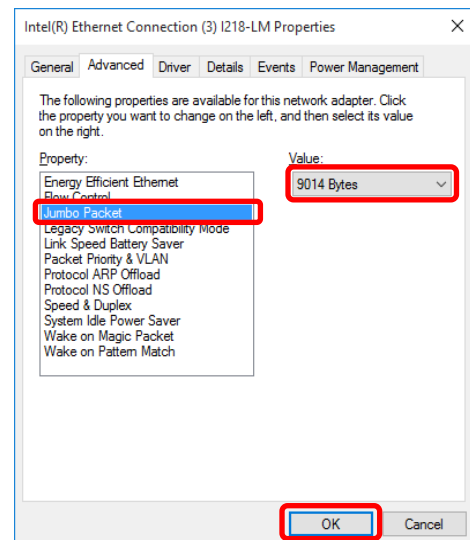 Intel(R) Ethernet Connection (3) I218-LM Properties
General Advanced Driver Details Events Power Management
The following properties are available for this network adapter. Click
the property you want to change on the left, and then select its value
on the right.
Property:
Value:
Energy Efficient Ethernet
9014 Bytes
Flow Control
Jumbo Packet
Legacy Switch Compatibility Mode
Link Speed Battery Saver
Packet Priority & VLAN
Protocol ARP Offload
Protocol NS Offload
Speed & Duplex
System Idle Power Saver
Wake on Magic Packet
Wake on Pattern Match
OK Cancel